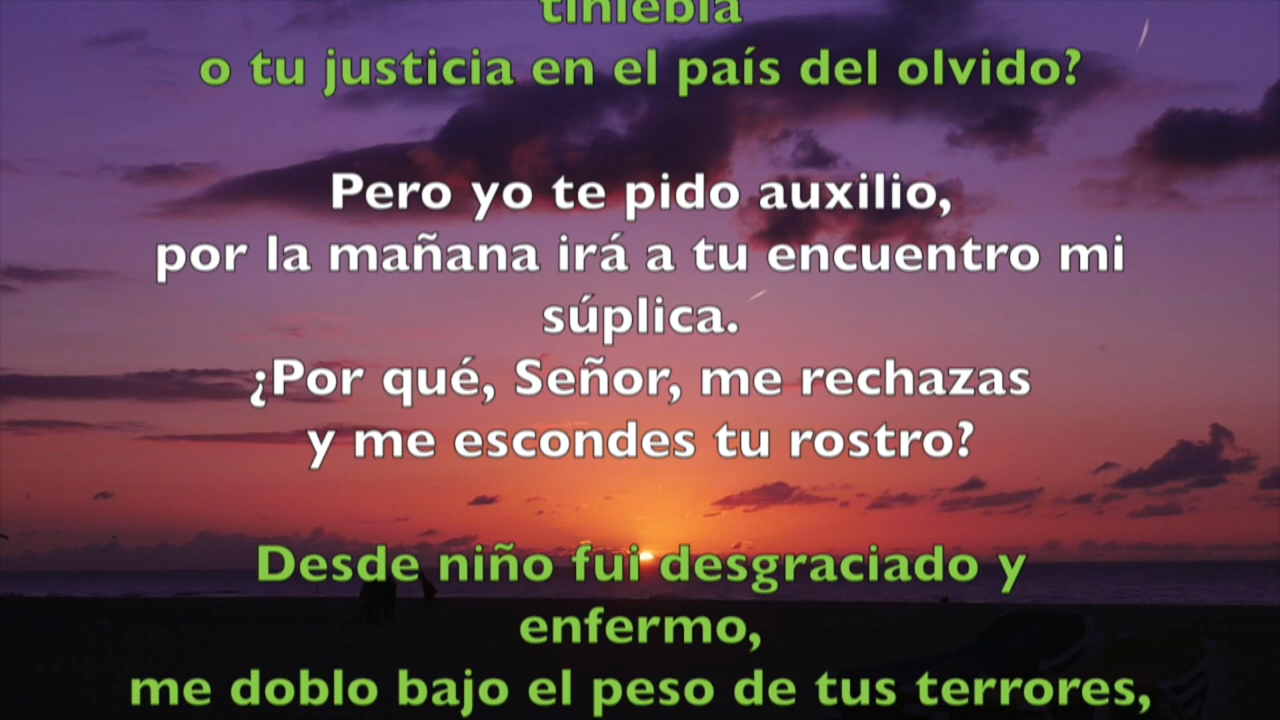 tiniebla
o tu justicia en el país del olvido?
Pero yo te pido auxilio,
por la mañana irá a tu encuentro mi
súplica.
¿Por qué, Señor, me rechazas
y me escondes tu rostro?
Desde niño fui desgraciado y
enfermo,
me doblo bajo el peso de tus terrores,